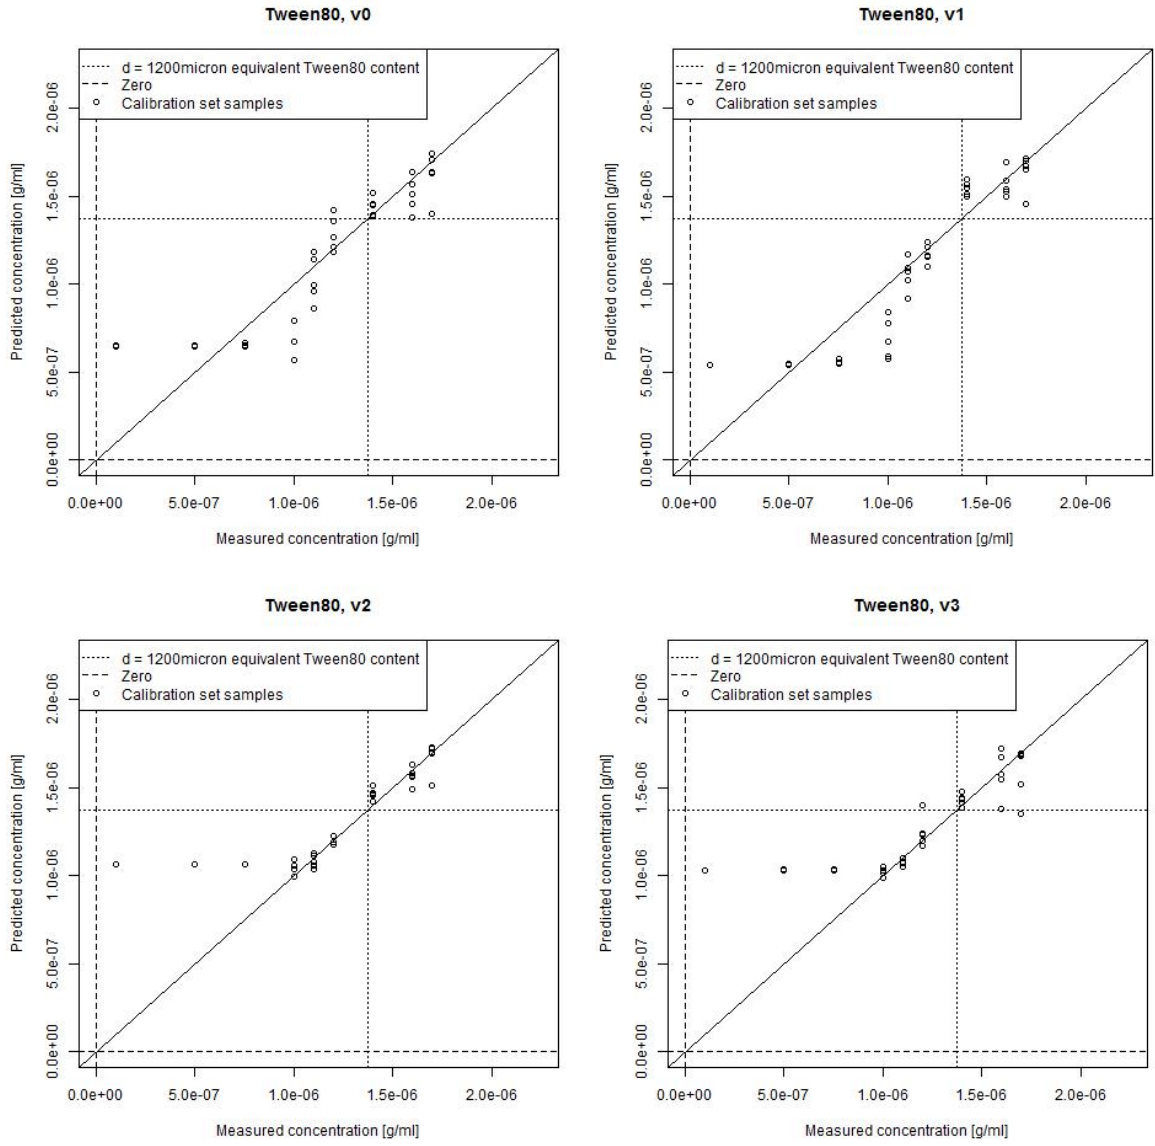 Tween80, v0
d = 1200micron equivalent Tween80 content
Zero
Calibration set samples
Predicted concentration [g/ml]
0.0e+00 5.0e-07 1.0e-06 1.5e-06 2.0e-06
0.0e+00 5.0e-07 1.0e-06 1.5e-06 2.0e-06
Measured concentration [g/ml]
Tween80, v1
d = 1200micron equivalent Tween80 content
Zero
Calibration set samples
Predicted concentration [g/ml]
0.0e+00 5.0e-07 1.0e-06 1.5e-06 2.0e-06
0.0e+00 5.0e-07 1.0e-06 1.5e-06 2.0e-06
Measured concentration [g/ml]
Tween80, v2
d = 1200micron equivalent Tween80 content
Zero
Calibration set samples
Predicted concentration [g/ml]
0.0e+00 5.0e-07 1.0e-06 1.5e-06 2.0e-06
0.0e+00 5.0e-07 1.0e-06 1.5e-06 2.0e-06
Measured concentration [g/ml]
Tween80, v3
d = 1200micron equivalent Tween80 content
Zero
Calibration set samples
Predicted concentration [g/ml]
0.0e+00 5.0e-07 1.0e-06 1.5e-06 2.0e-06
0.0e+00 5.0e-07 1.0e-06 1.5e-06 2.0e-06
Measured concentration [g/ml]